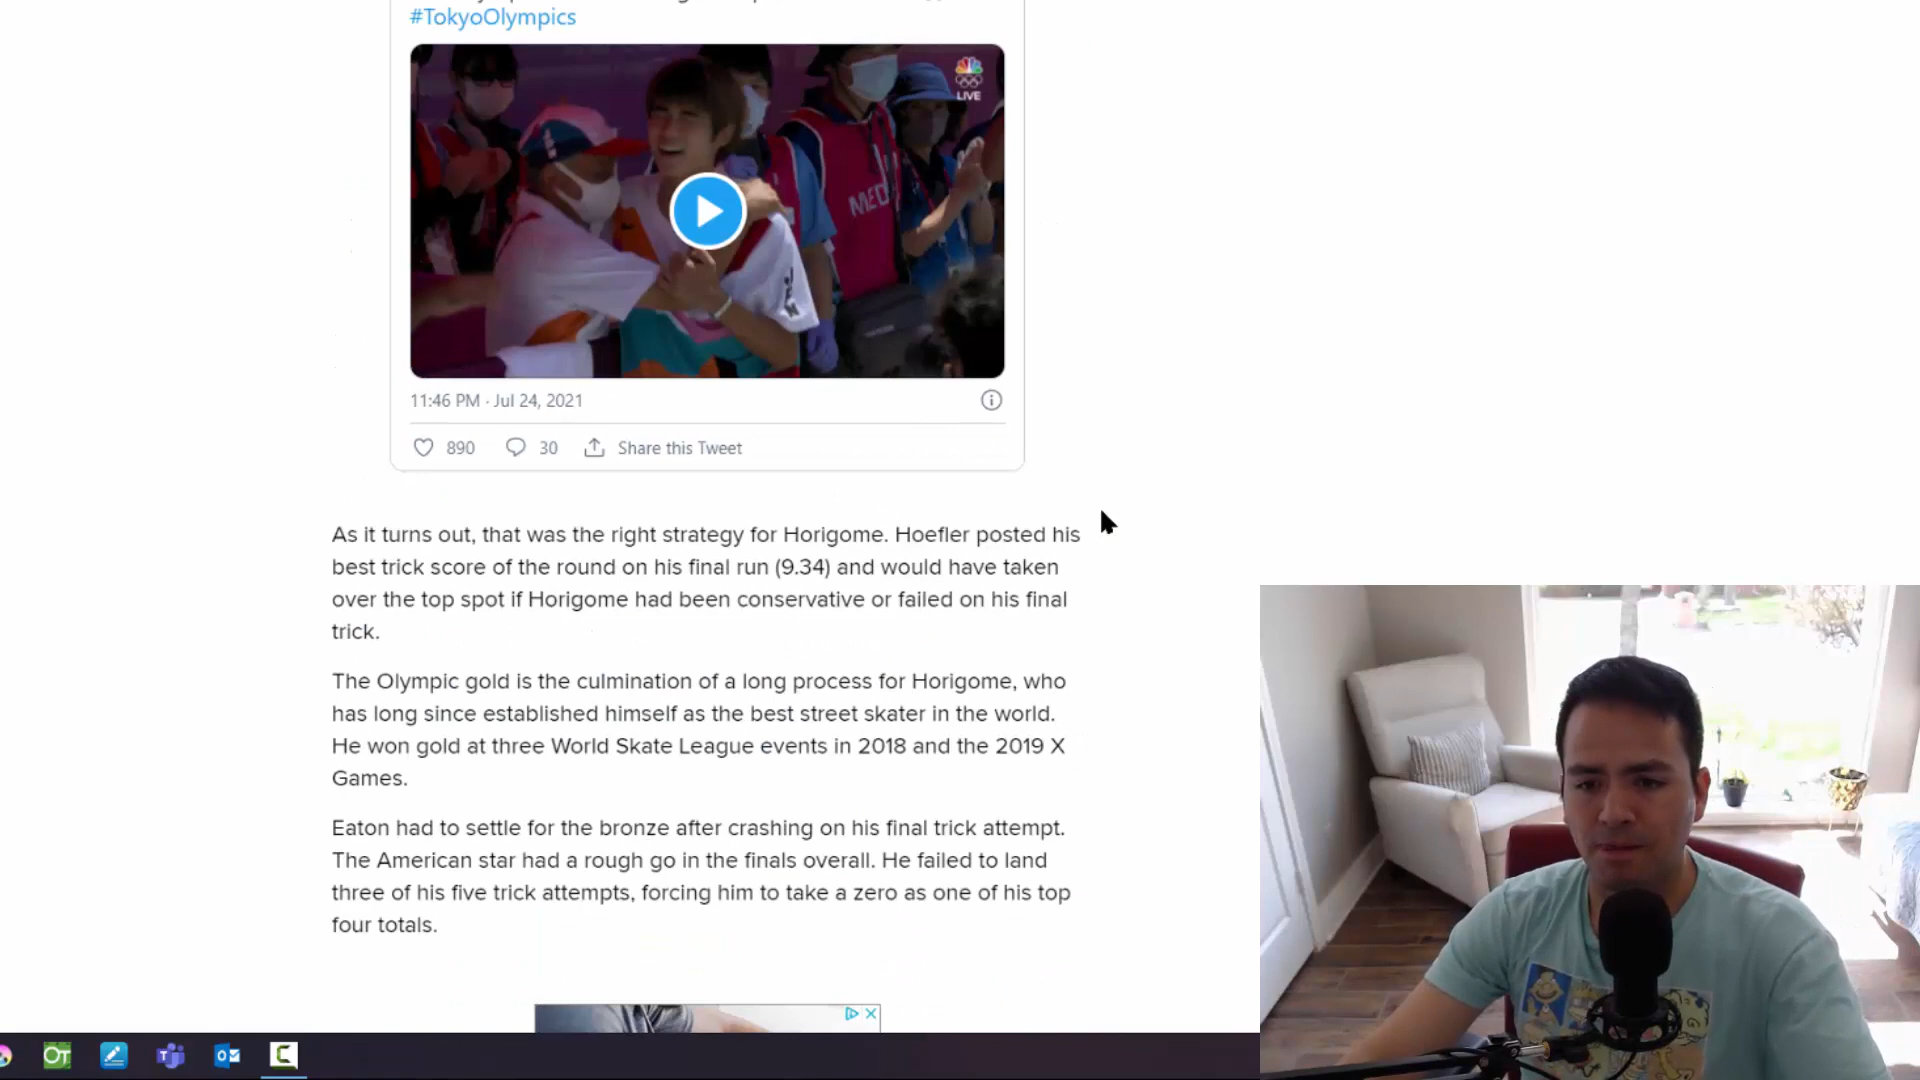 #TokyoOlympics
LIVE
MED
11:46 PM · Jul 24, 2021
890 30 Share this Tweet
As it turns out, that was the right strategy for Horigome. Hoefler posted his
best trick score of the round on his final run (9.34) and would have taken
over the top spot if Horigome had been conservative or failed on his final
trick.
The Olympic gold is the culmination of a long process for Horigome, who
has long since established himself as the best street skater in the world.
He won gold at three World Skate League events in 2018 and the 2019 X
Games.
Eaton had to settle for the bronze after crashing on his final trick attempt.
The American star had a rough go in the finals overall. He failed to land
three of his five trick attempts, forcing him to take a zero as one of his top
four totals.
OT